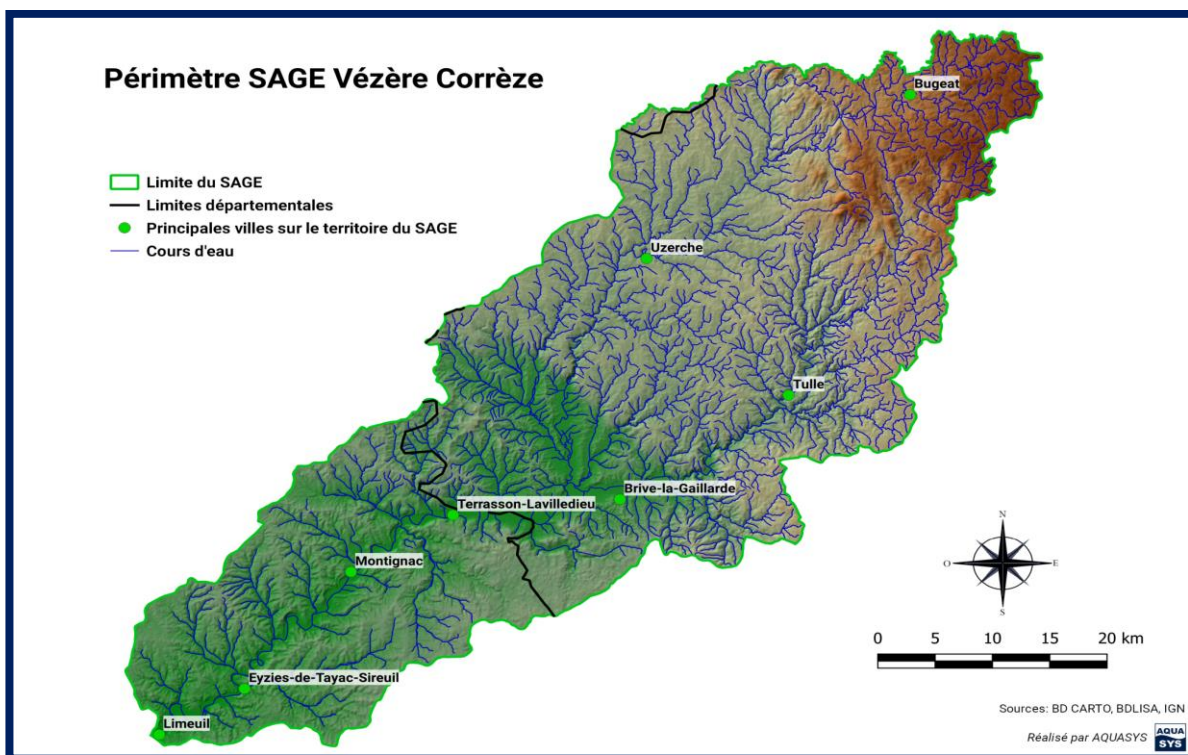 Périmètre SAGE Vézère Corrèze
Limite du SAGE
Limites départementales
Principales villes sur le territoire du SAGE
Cours d'eau
Bugeat
Uzerche
Tulle
Brive-la-Gaillarde
Terrasson-Lavilledieu
Montignac
Eyzies-de-Tayac-Sireuil
Limeuil
N
O
E
S
0 5 10 15 20 km
Sources: BD CARTO, BDLISA, IGN
Réalisé par AQUASYS
AQUA
SYS